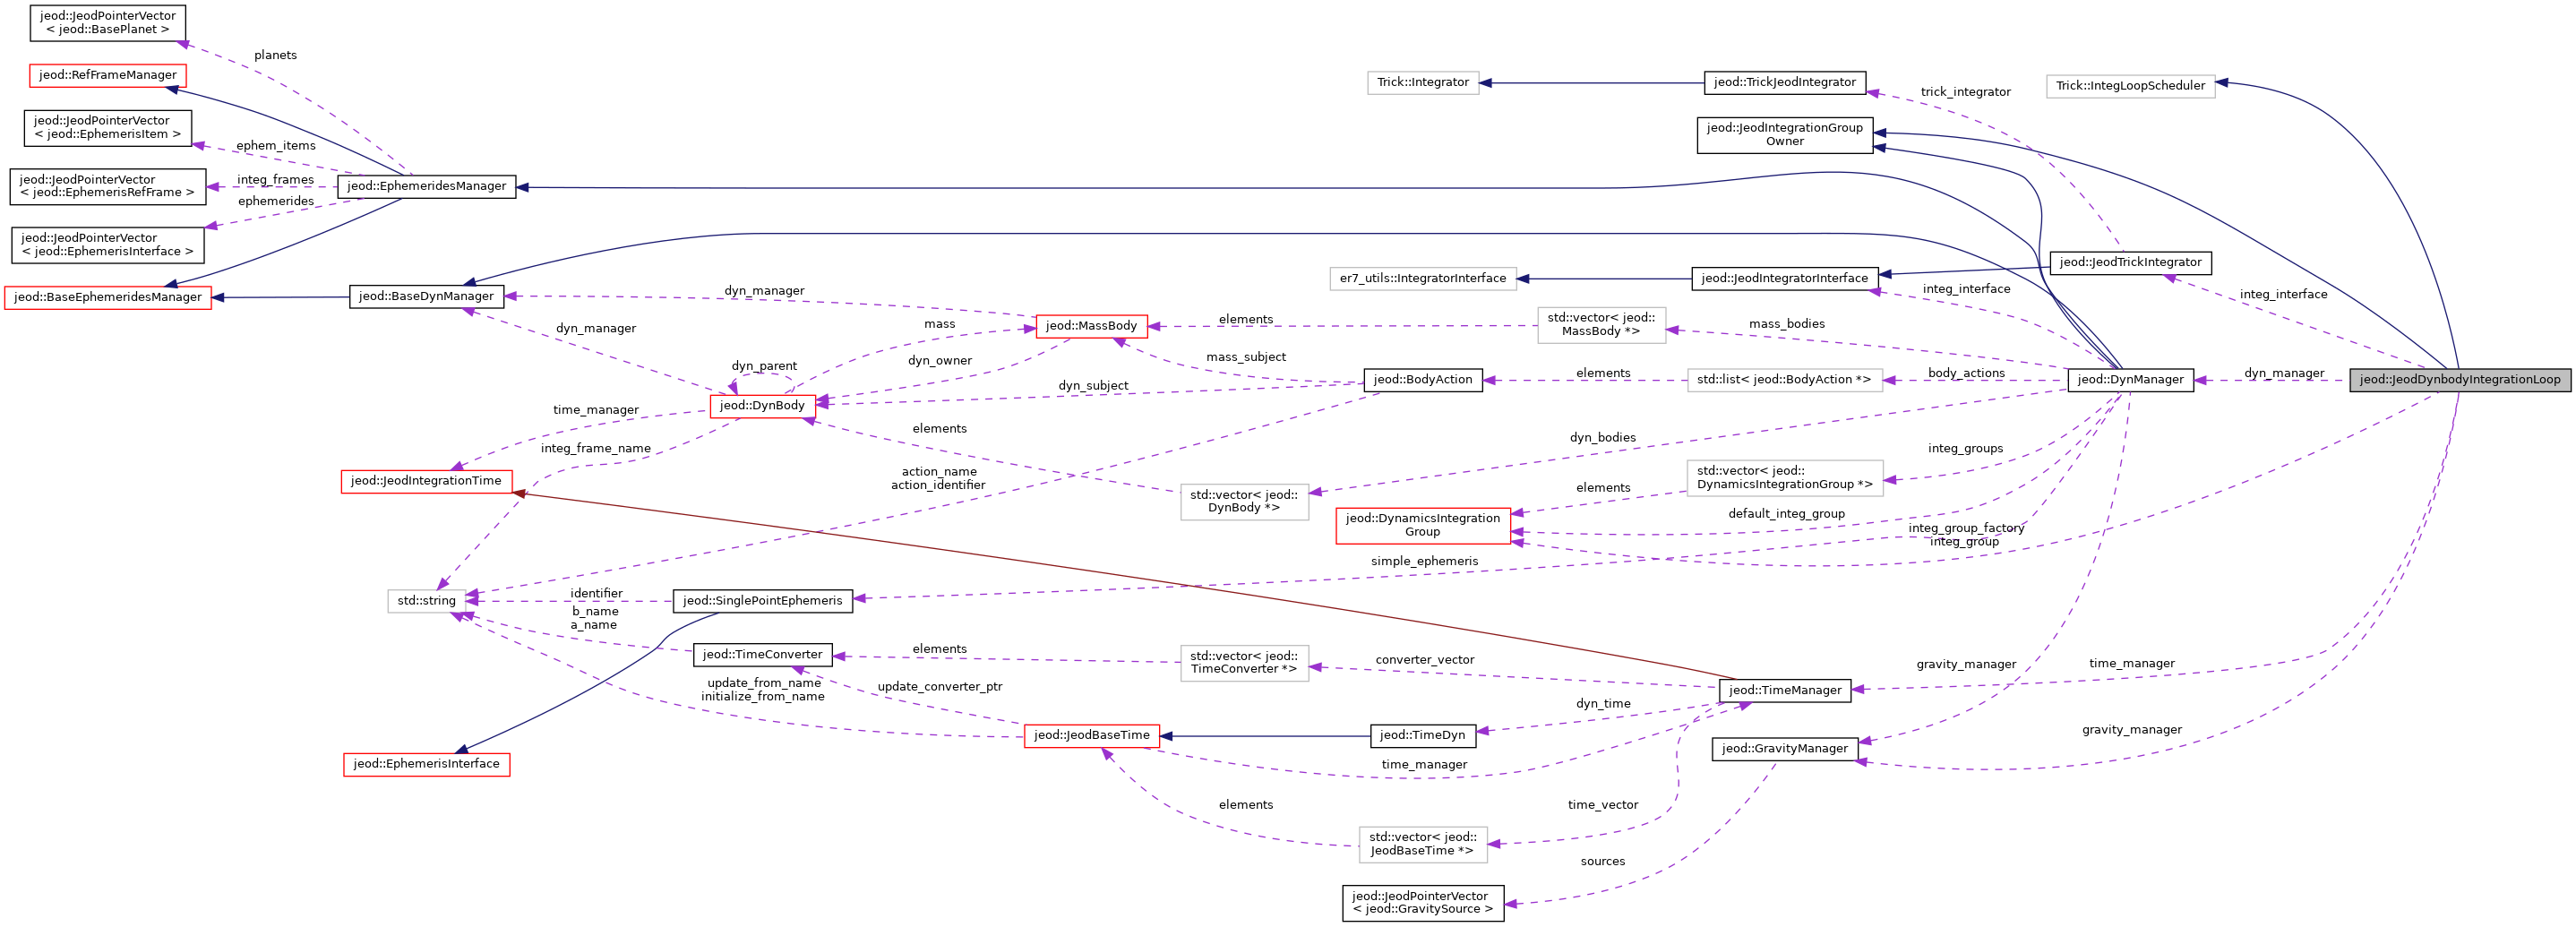 jeod::JeodPointerVector
< jeod::BasePlanet >
planets
jeod::RefFrameManager
jeod::JeodPointerVector
< jeod::EphemerisItem >
ephem_items
jeod::JeodPointerVector
< jeod::EphemerisRefFrame >
integ_frames
jeod::EphemeridesManager
ephemerides
jeod::JeodPointerVector
< jeod::EphemerisInterface >
jeod::BaseEphemeridesManager
jeod::BaseDynManager
Trick::Integrator
jeod::TrickJeodIntegrator
trick_integrator
Trick::IntegLoopScheduler
jeod::JeodIntegrationGroup
Owner
jeod::JeodTrickIntegrator
er7_utils::IntegratorInterface
jeod::JeodIntegratorInterface
integ_interface
integ_interface
dyn_manager
dyn_manager
mass
jeod::MassBody
elements
std::vector< jeod::
MassBody *>
mass_bodies
dyn_parent
dyn_owner
mass_subject
dyn_subject
jeod::BodyAction
elements
std::list< jeod::BodyAction *>
body_actions
jeod::DynManager
dyn_manager
jeod::JeodDynbodyIntegrationLoop
jeod::DynBody
time_manager
integ_frame_name
elements
dyn_bodies
integ_groups
jeod::JeodIntegrationTime
action_name
action_identifier
std::vector< jeod::
DynBody *>
elements
std::vector< jeod::
DynamicsIntegrationGroup *>
jeod::DynamicsIntegration
Group
default_integ_group
integ_group_factory
integ_group
simple_ephemeris
std::string
identifier
jeod::SinglePointEphemeris
b_name
a_name
jeod::TimeConverter
elements
std::vector< jeod::
TimeConverter *>
converter_vector
gravity_manager
time_manager
update_from_name
initialize_from_name
update_converter_ptr
jeod::TimeManager
dyn_time
jeod::JeodBaseTime
jeod::TimeDyn
gravity_manager
jeod::GravityManager
jeod::EphemerisInterface
time_manager
elements
time_vector
std::vector< jeod::
JeodBaseTime *>
sources
jeod::JeodPointerVector
< jeod::GravitySource >